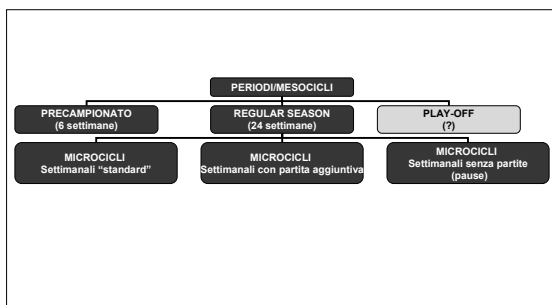 PERIODI/MESOCICLI
PRECAMPIONATO
(6 settimane)
REGULAR SEASON
(24 settimane)
PLAY-OFF
(?)
MICROCICLI
Settimanali “standard”
MICROCICLI
Settimanali con partita aggiuntiva
MICROCICLI
Settimanali senza partite
(pause)